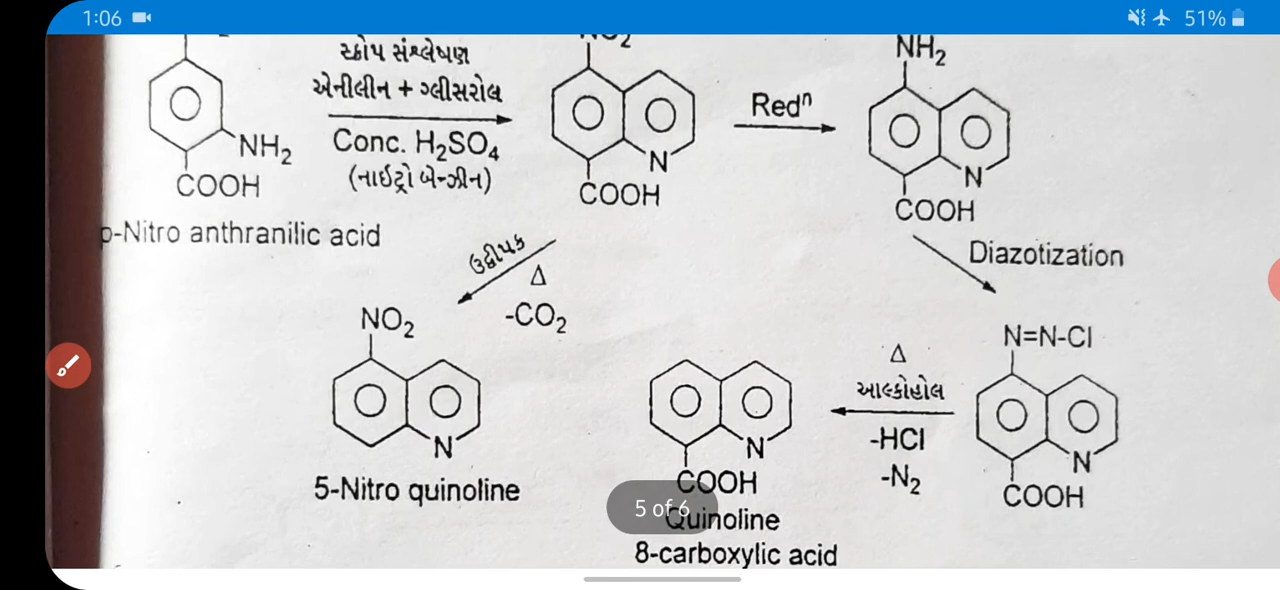 1:06
51%
સ્ક્રોપ સંશ્લેષણ
એનીલીન + ગ્લીસરોલ
Conc. H₂SO₄
(નાઈટ્રો બેન્ઝીન)
NH₂
COOH
p-Nitro anthranilic acid
NO₂
N
COOH
Redⁿ
NH₂
N
COOH
ઉદ્દીપક
Δ
-CO₂
Diazotization
NO₂
N
5-Nitro quinoline
N=N-Cl
N
COOH
Δ
આલ્કોહોલ
-HCl
-N₂
N
COOH
5 of 6
Quinoline
8-carboxylic acid